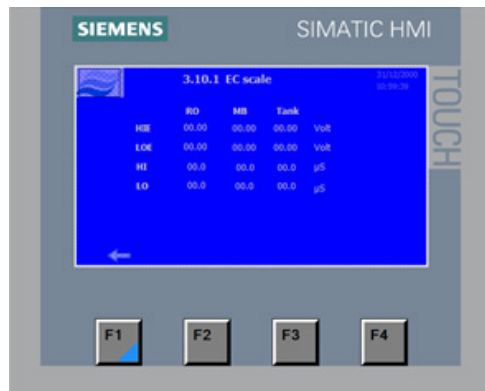 SIEMENS
SIMATIC HMI
TOUCH
3.10.1 EC scale
31/12/2000
10:59:39
RO MB Tank
HIE 00.00 00.00 00.00 Volt
LOE 00.00 00.00 00.00 Volt
HI 00.0 00.0 00.0 µS
LO 00.0 00.0 00.0 µS
F1 F2 F3 F4